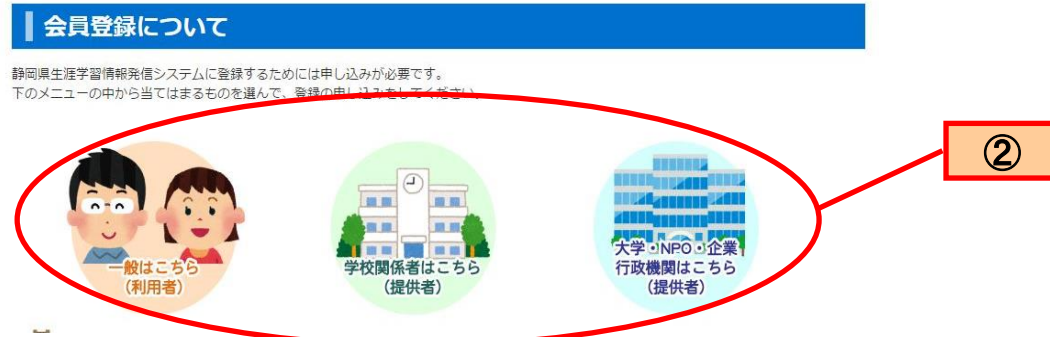 会員登録について
静岡県生涯学習情報発信システムに登録するためには申し込みが必要です。
下のメニューの中から当てはまるものを選んで、登録の申し込みをしてください。
②
一般はこちら
(利用者)
学校関係者はこちら
(提供者)
大学・NPO・企業
行政機関はこちら
(提供者)